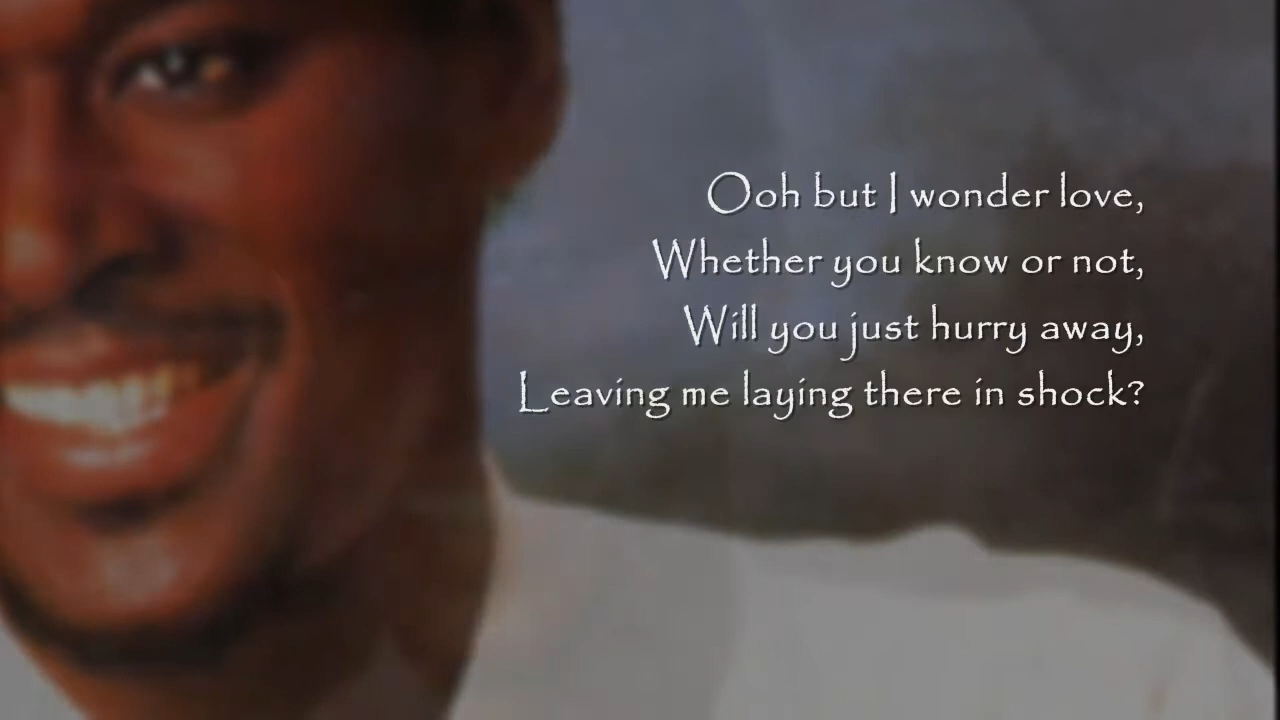 Ooh but I wonder love,
Whether you know or not,
Will you just hurry away,
Leaving me laying there in shock?